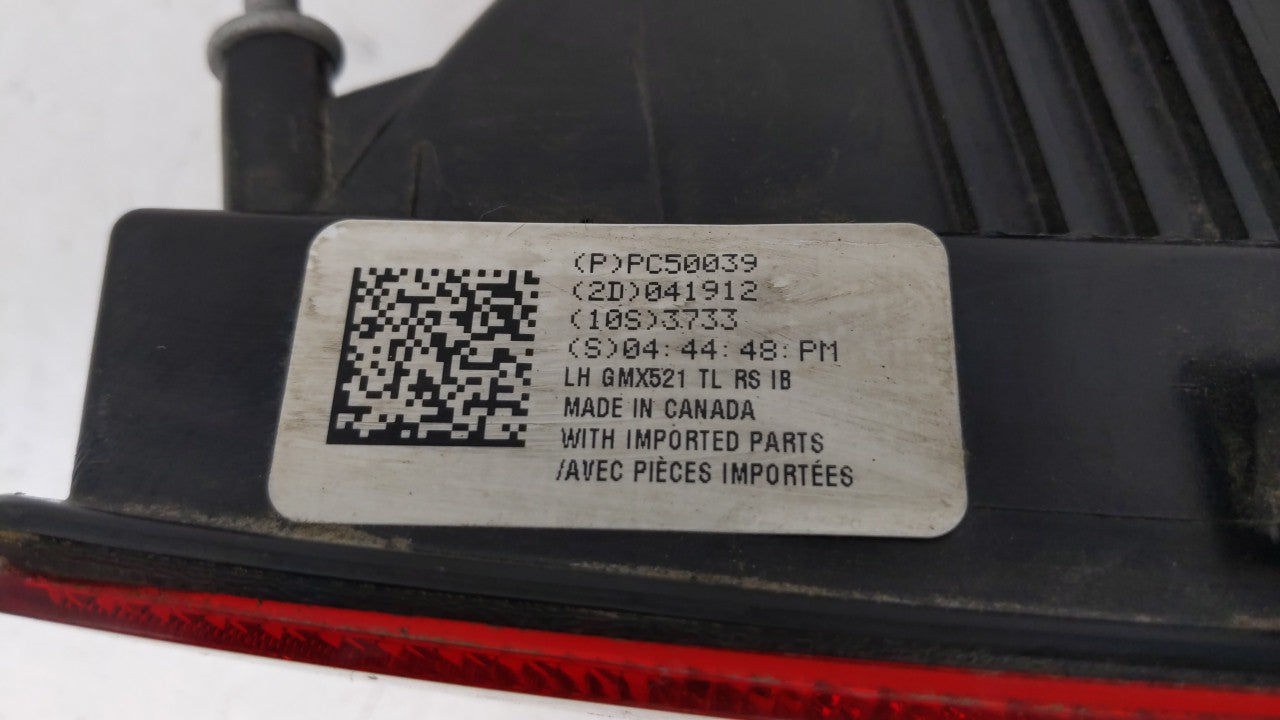 (P)PC50039
(2D)041912
(10S)3733
(S)04:44:48:PM
LH GMX521 TL RS IB
MADE IN CANADA
WITH IMPORTED PARTS
/AVEC PIÈCES IMPORTÉES